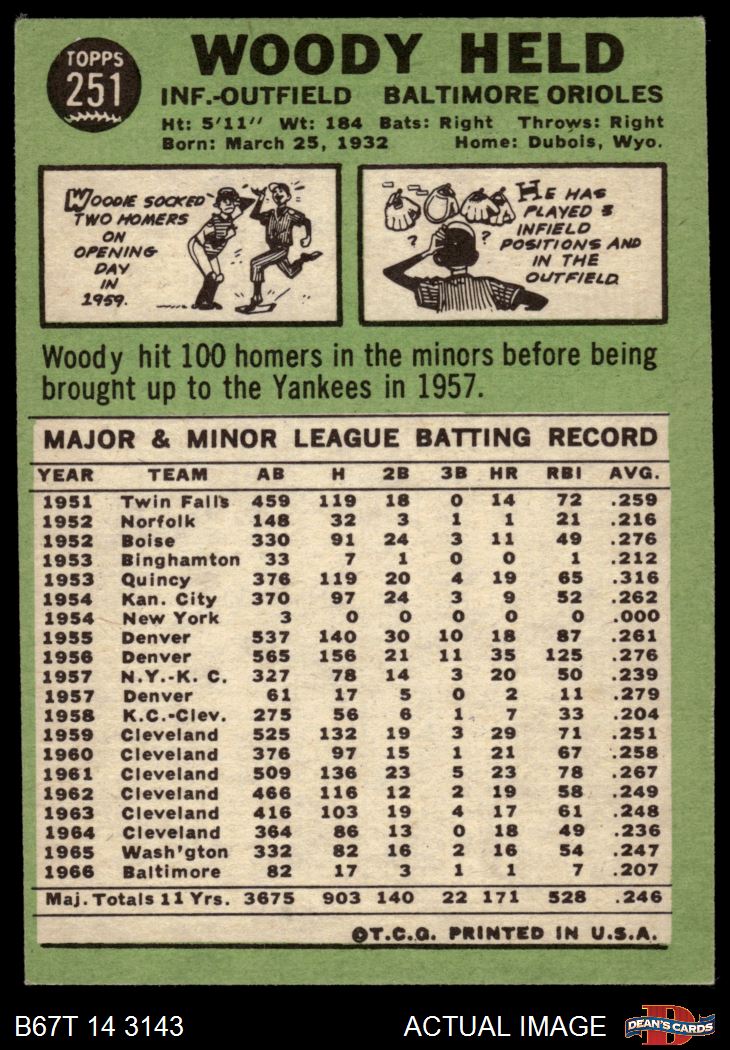 TOPPS
251
WOODY HELD
INF.-OUTFIELD BALTIMORE ORIOLES
Ht: 5'11" Wt: 184 Bats: Right Throws: Right
Born: March 25, 1932 Home: Dubois, Wyo.
WOODIE SOCKED
TWO HOMERS
ON
OPENING
DAY
IN
1959.
? ?
HE HAS
PLAYED 3
INFIELD
POSITIONS AND
IN THE
OUTFIELD.
Woody hit 100 homers in the minors before being
brought up to the Yankees in 1957.
MAJOR & MINOR LEAGUE BATTING RECORD
YEAR TEAM AB H 2B 3B HR RBI AVG.
1951 Twin Falls 459 119 18 0 14 72 .259
1952 Norfolk 148 32 3 1 1 21 .216
1952 Boise 330 91 24 3 11 49 .276
1953 Binghamton 33 7 1 0 0 1 .212
1953 Quincy 376 119 20 4 19 65 .316
1954 Kan. City 370 97 24 3 9 52 .262
1954 New York 3 0 0 0 0 0 .000
1955 Denver 537 140 30 10 18 87 .261
1956 Denver 565 156 21 11 35 125 .276
1957 N.Y.-K. C. 327 78 14 3 20 50 .239
1957 Denver 61 17 5 0 2 11 .279
1958 K.C.-Clev. 275 56 6 1 7 33 .204
1959 Cleveland 525 132 19 3 29 71 .251
1960 Cleveland 376 97 15 1 21 67 .258
1961 Cleveland 509 136 23 5 23 78 .267
1962 Cleveland 466 116 12 2 19 58 .249
1963 Cleveland 416 103 19 4 17 61 .248
1964 Cleveland 364 86 13 0 18 49 .236
1965 Wash'gton 332 82 16 2 16 54 .247
1966 Baltimore 82 17 3 1 1 7 .207
Maj. Totals 11 Yrs. 3675 903 140 22 171 528 .246
©T.C.G. PRINTED IN U.S.A.
B67T 14 3143 ACTUAL IMAGE
D
DEAN'S CARDS